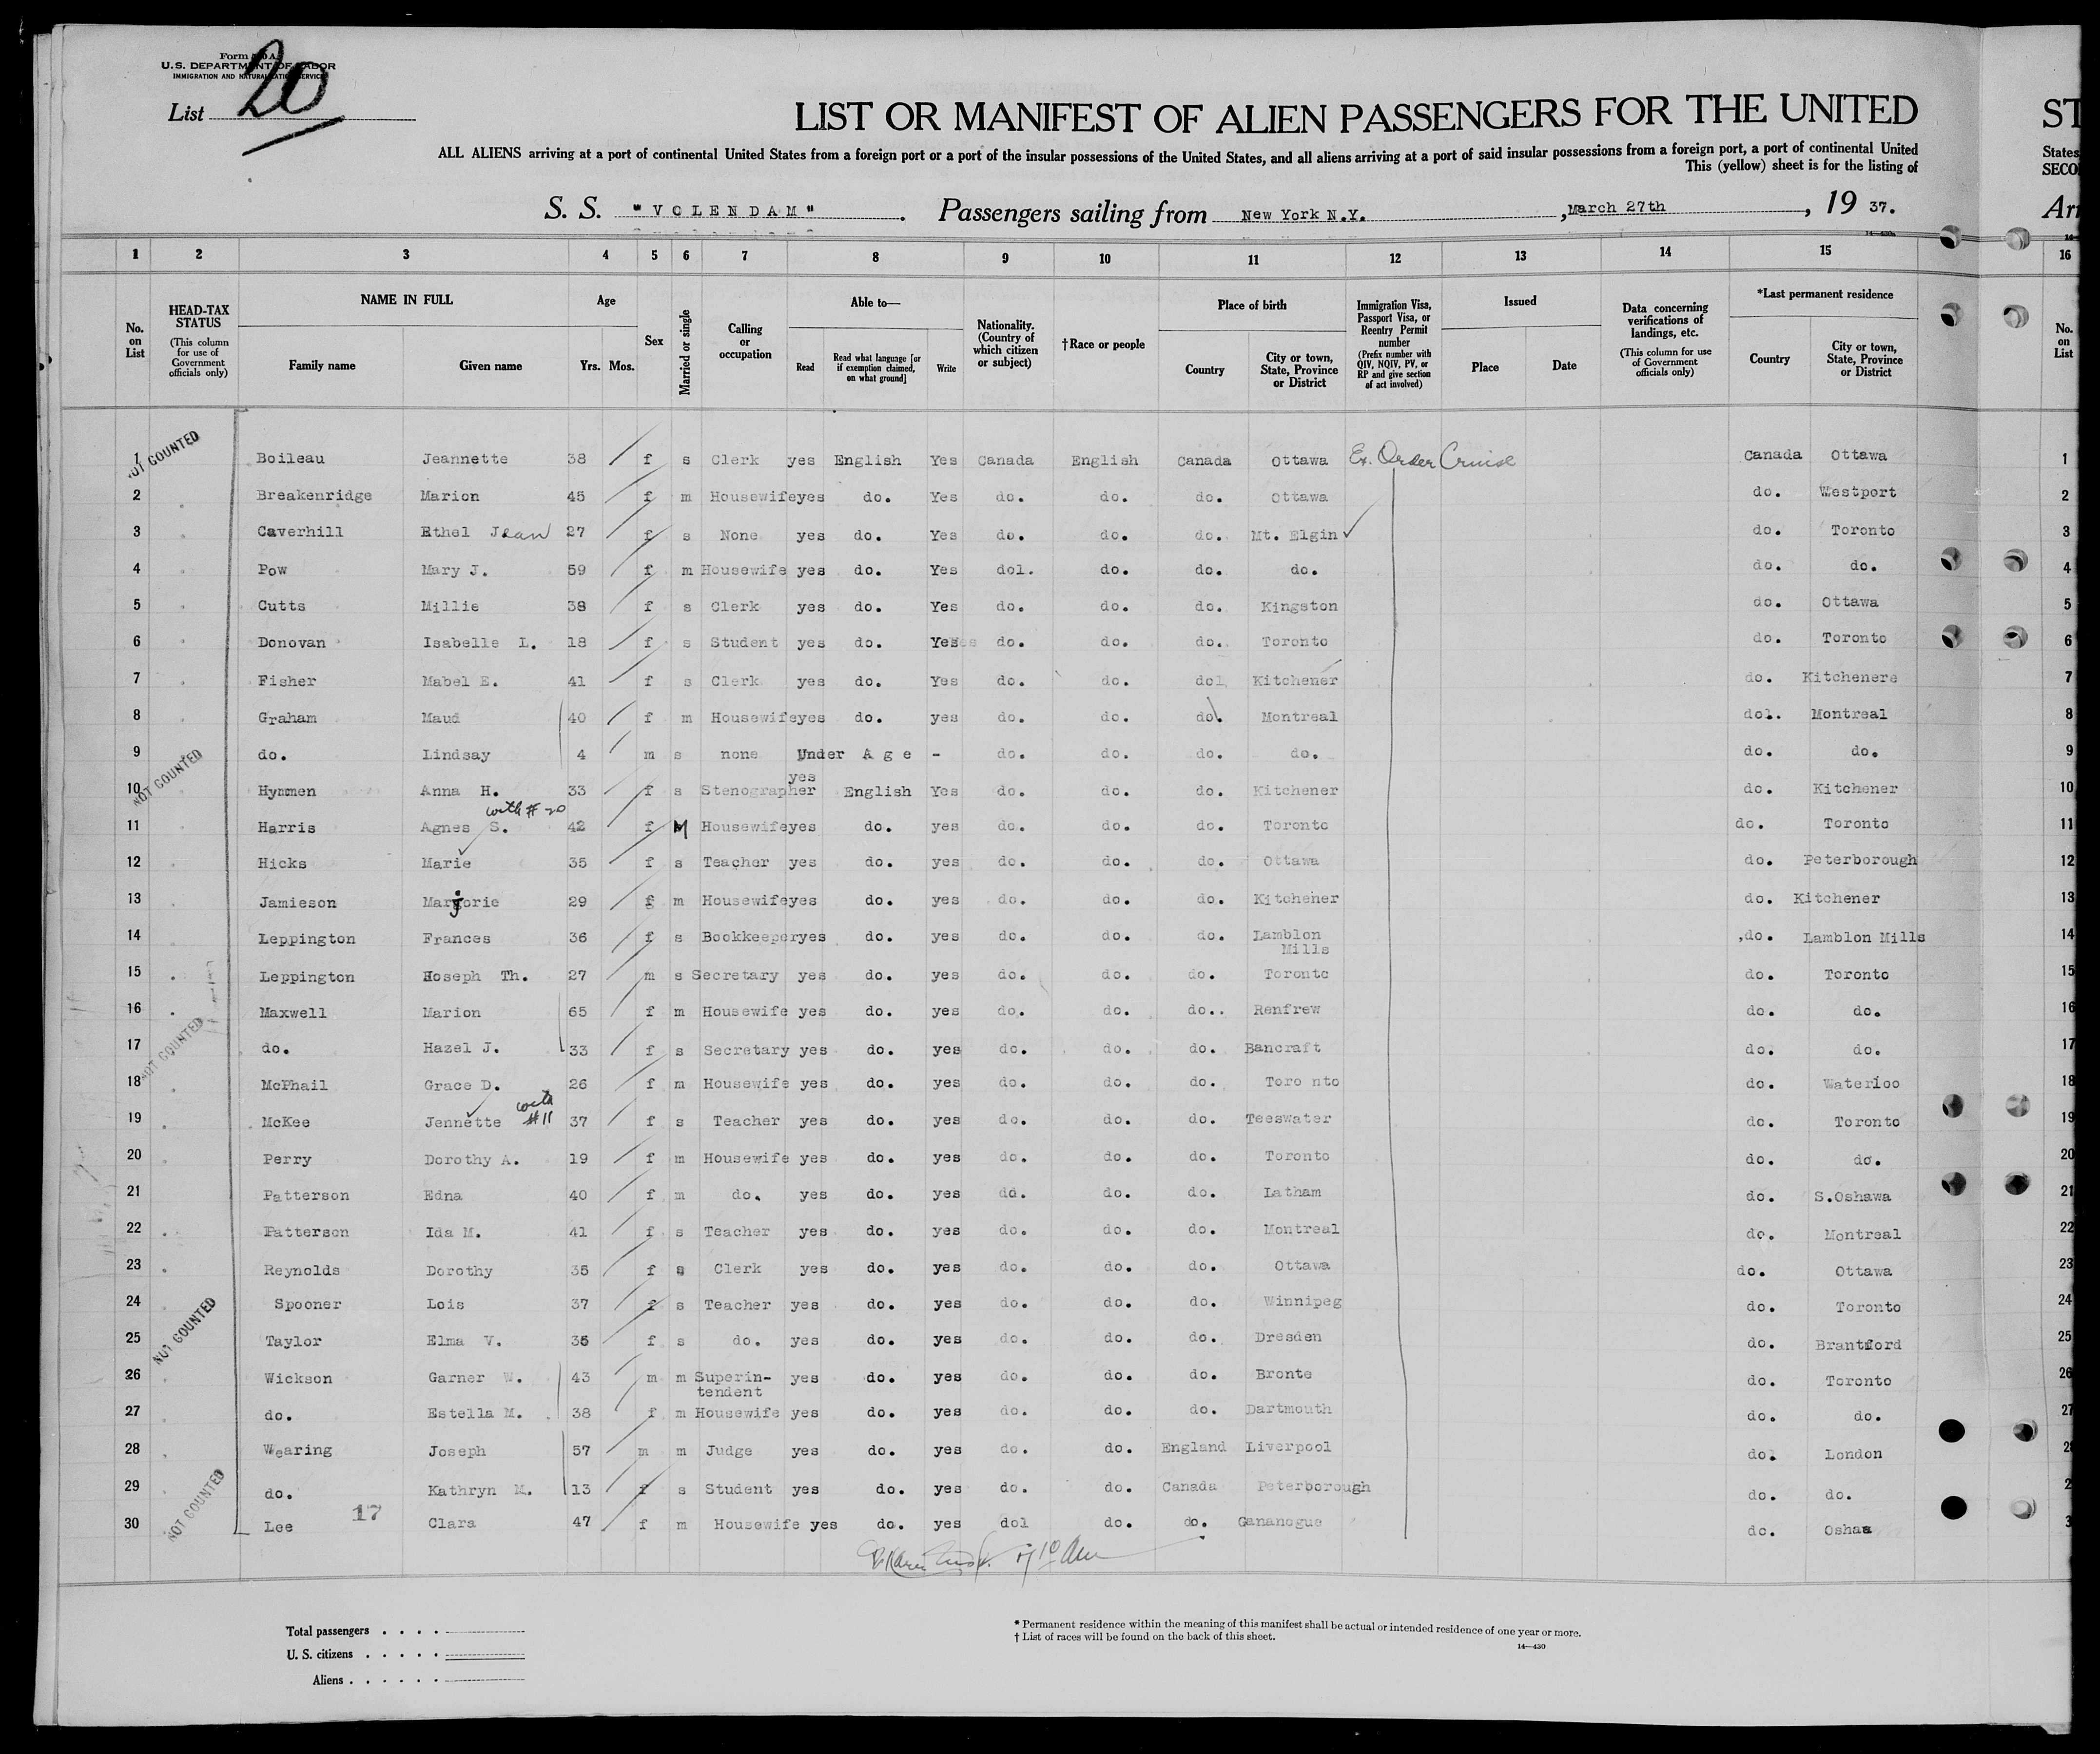 Form
U.S. DEPARTMENT OF LABOR
IMMIGRATION AND NATURALIZATION SERVICE
List 20
LIST OR MANIFEST OF ALIEN PASSENGERS FOR THE UNITED
ST
ALL ALIENS arriving at a port of continental United States from a foreign port or a port of the insular possessions of the United States, and all aliens arriving at a port of said insular possessions from a foreign port, a port of continental United
States
This (yellow) sheet is for the listing of
SECO
S. S. "VOLENDAM". Passengers sailing from New York N.Y., March 27th, 1937.
Arr
1 2 3 4 5 6 7 8 9 10 11 12 13 14 15 16
No. on List
HEAD-TAX STATUS (This column for use of Government officials only)
NAME IN FULL
Family name
Given name
Age
Yrs. Mos.
Sex
Married or single
Calling or occupation
Able to—
Read
Read what language [or if exemption claimed, on what ground]
Write
Nationality. (Country of which citizen or subject)
†Race or people
Place of birth
Country
City or town, State, Province or District
Immigration Visa, Passport Visa, or Reentry Permit number (Prefix number with QIV, NQIV, PV, or RP and give section of act involved)
Issued
Place
Date
Data concerning verifications of landings, etc. (This column for use of Government officials only)
*Last permanent residence
Country
City or town, State, Province or District
No. on List
NOT COUNTED
1 Boileau Jeannette 38 f s Clerk yes English Yes Canada English Canada Ottawa Ex. Order Cruise Canada Ottawa 1
2 Breakenridge Marion 45 f m Housewife yes do. Yes do. do. do. Ottawa do. Westport 2
3 Caverhill Ethel Jean 27 f s None yes do. Yes do. do. do. Mt. Elgin do. Toronto 3
4 Pow Mary J. 59 f m Housewife yes do. Yes dol. do. do. do. do. do. 4
5 Cutts Millie 38 f s Clerk yes do. Yes do. do. do. Kingston do. Ottawa 5
6 Donovan Isabelle L. 18 f s Student yes do. Yes do. do. do. Toronto do. Toronto 6
7 Fisher Mabel E. 41 f s Clerk yes do. Yes do. do. dol Kitchener do. Kitchenere 7
8 Graham Maud 40 f m Housewife yes do. yes do. do. do. Montreal dol. Montreal 8
9 do. Lindsay 4 m s none Under Age - do. do. do. do. do. do. 9
NOT COUNTED
10 Hymmen Anna H. 33 f s Stenographer yes English Yes do. do. do. Kitchener do. Kitchener 10
with # 20
11 Harris Agnes S. 42 f M Housewife yes do. yes do. do. do. Toronto do. Toronto 11
12 Hicks Marie 35 f s Teacher yes do. yes do. do. do. Ottawa do. Peterborough 12
13 Jamieson Marjorie 29 f m Housewife yes do. yes do. do. do. Kitchener do. Kitchener 13
14 Leppington Frances 36 f s Bookkeeper yes do. yes do. do. do. Lamblon Mills do. Lamblon Mills 14
15 Leppington Hoseph Th. 27 m s Secretary yes do. yes do. do. do. Toronto do. Toronto 15
16 Maxwell Marion 65 f m Housewife yes do. yes do. do. do.. Renfrew do. do. 16
NOT COUNTED
17 do. Hazel J. 33 f s Secretary yes do. yes do. do. do. Bancraft do. do. 17
18 McPhail Grace D. 26 f m Housewife yes do. yes do. do. do. Toro nto do. Waterloo 18
with #11
19 McKee Jennette 37 f s Teacher yes do. yes do. do. do. Teeswater do. Toronto 19
20 Perry Dorothy A. 19 f m Housewife yes do. yes do. do. do. Toronto do. do. 20
21 Patterson Edna 40 f m do. yes do. yes dd. do. do. Latham do. S.Oshawa 21
22 Patterson Ida M. 41 f s Teacher yes do. yes do. do. do. Montreal do. Montreal 22
23 Reynolds Dorothy 35 f s Clerk yes do. yes do. do. do. Ottawa do. Ottawa 23
24 Spooner Lois 37 f s Teacher yes do. yes do. do. do. Winnipeg do. Toronto 24
NOT COUNTED
25 Taylor Elma V. 36 f s do. yes do. yes do. do. do. Dresden do. Brantford 25
26 Wickson Garner W. 43 m m Superintendent yes do. yes do. do. do. Bronte do. Toronto 26
27 do. Estella M. 38 f m Housewife yes do. yes do. do. do. Dartmouth do. do. 27
28 Wearing Joseph 57 m m Judge yes do. yes do. do. England Liverpool do. London 28
29 do. Kathryn M. 13 f s Student yes do. yes do. do. Canada Peterborough do. do. 2
NOT COUNTED
30 Lee 17 Clara 47 f m Housewife yes do. yes dol do. do. Gananogue do. Oshaa 3
Total passengers . . . .
U. S. citizens . . . . .
Aliens . . . . . .
* Permanent residence within the meaning of this manifest shall be actual or intended residence of one year or more.
† List of races will be found on the back of this sheet.
14—430